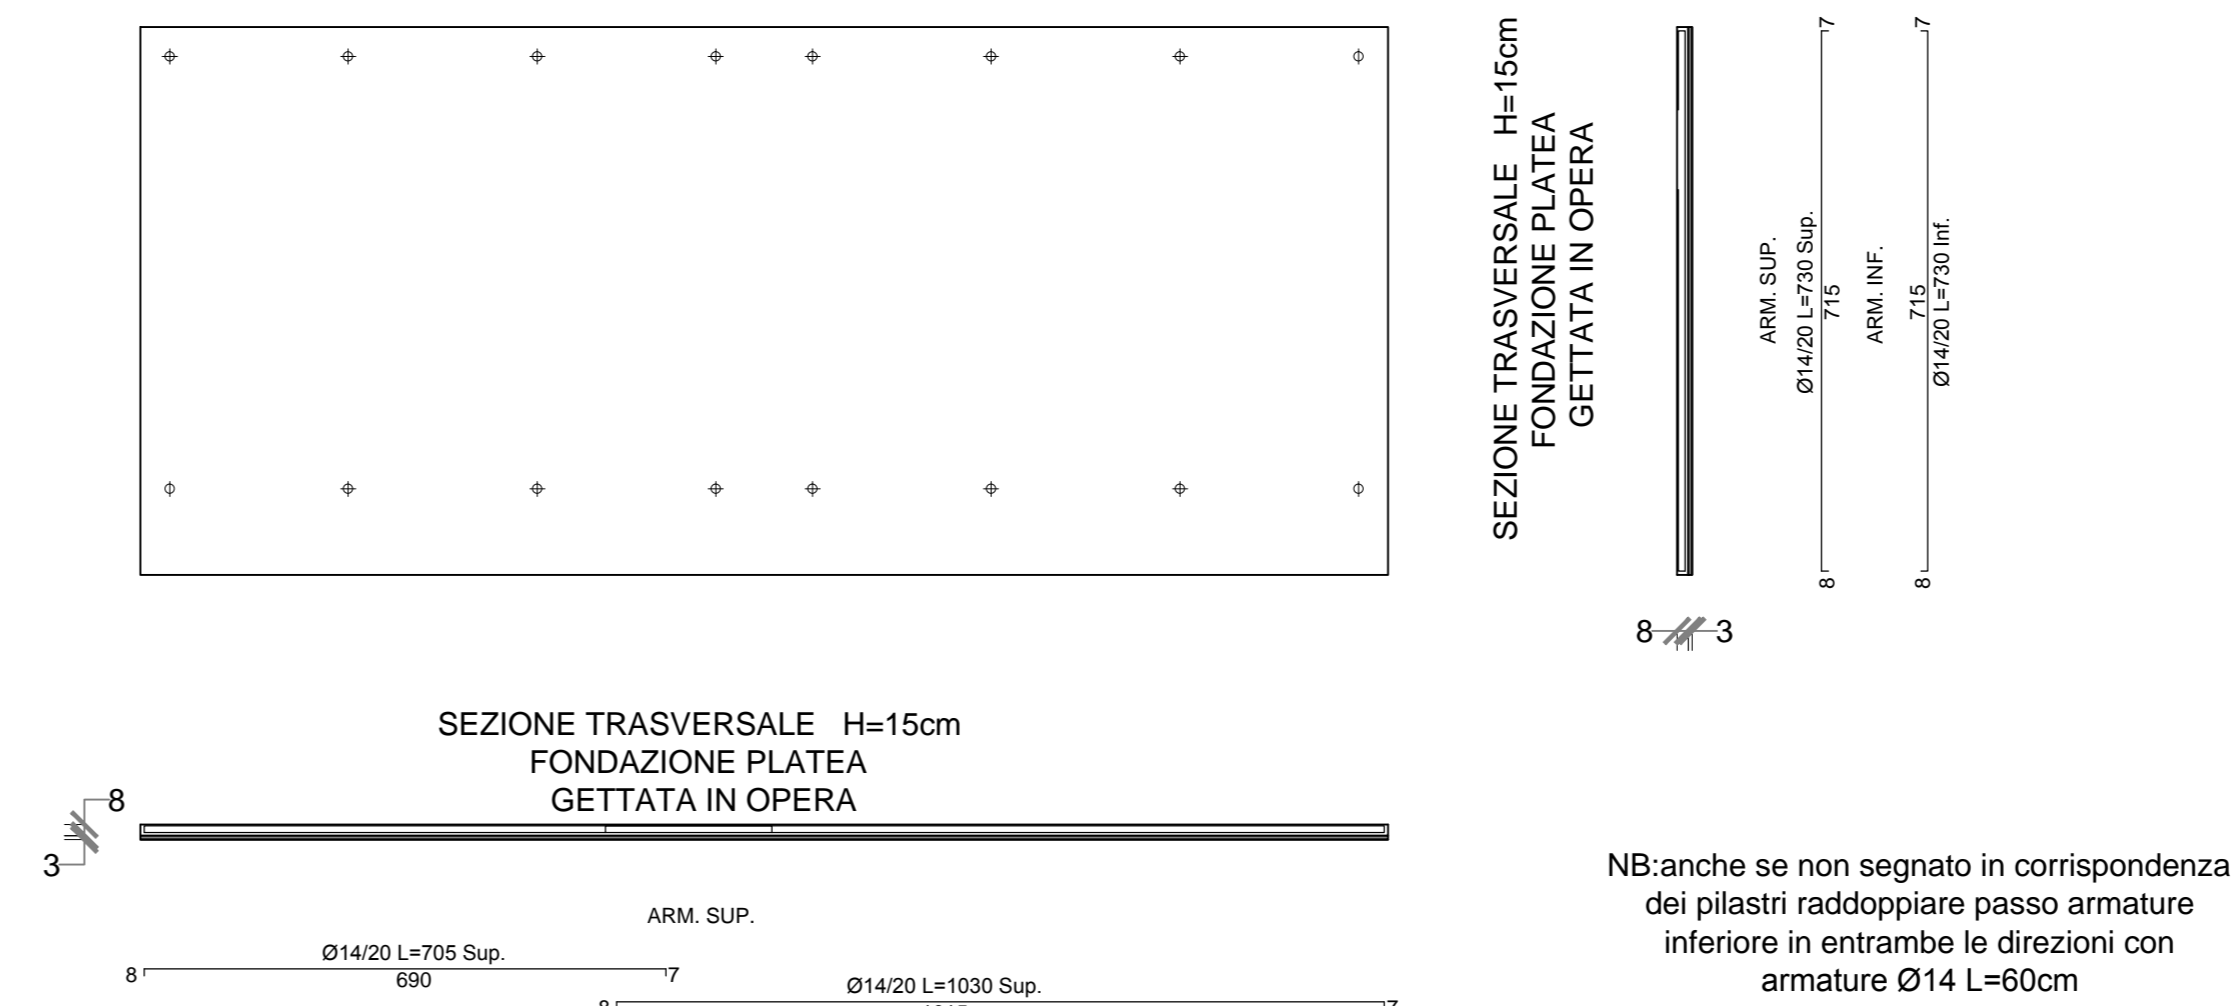 SEZIONE TRASVERSALE H=15cm
FONDAZIONE PLATEA
GETTATA IN OPERA
ARM. SUP.
7
Ø14/20 L=730 Sup.
715
8
ARM. INF.
7
715
Ø14/20 L=730 Inf.
8
8
3
SEZIONE TRASVERSALE H=15cm
FONDAZIONE PLATEA
GETTATA IN OPERA
8
3
ARM. SUP.
Ø14/20 L=705 Sup.
8
690
7
Ø14/20 L=1030 Sup.
NB:anche se non segnato in corrispondenza
dei pilastri raddoppiare passo armature
inferiore in entrambe le direzioni con
armature Ø14 L=60cm